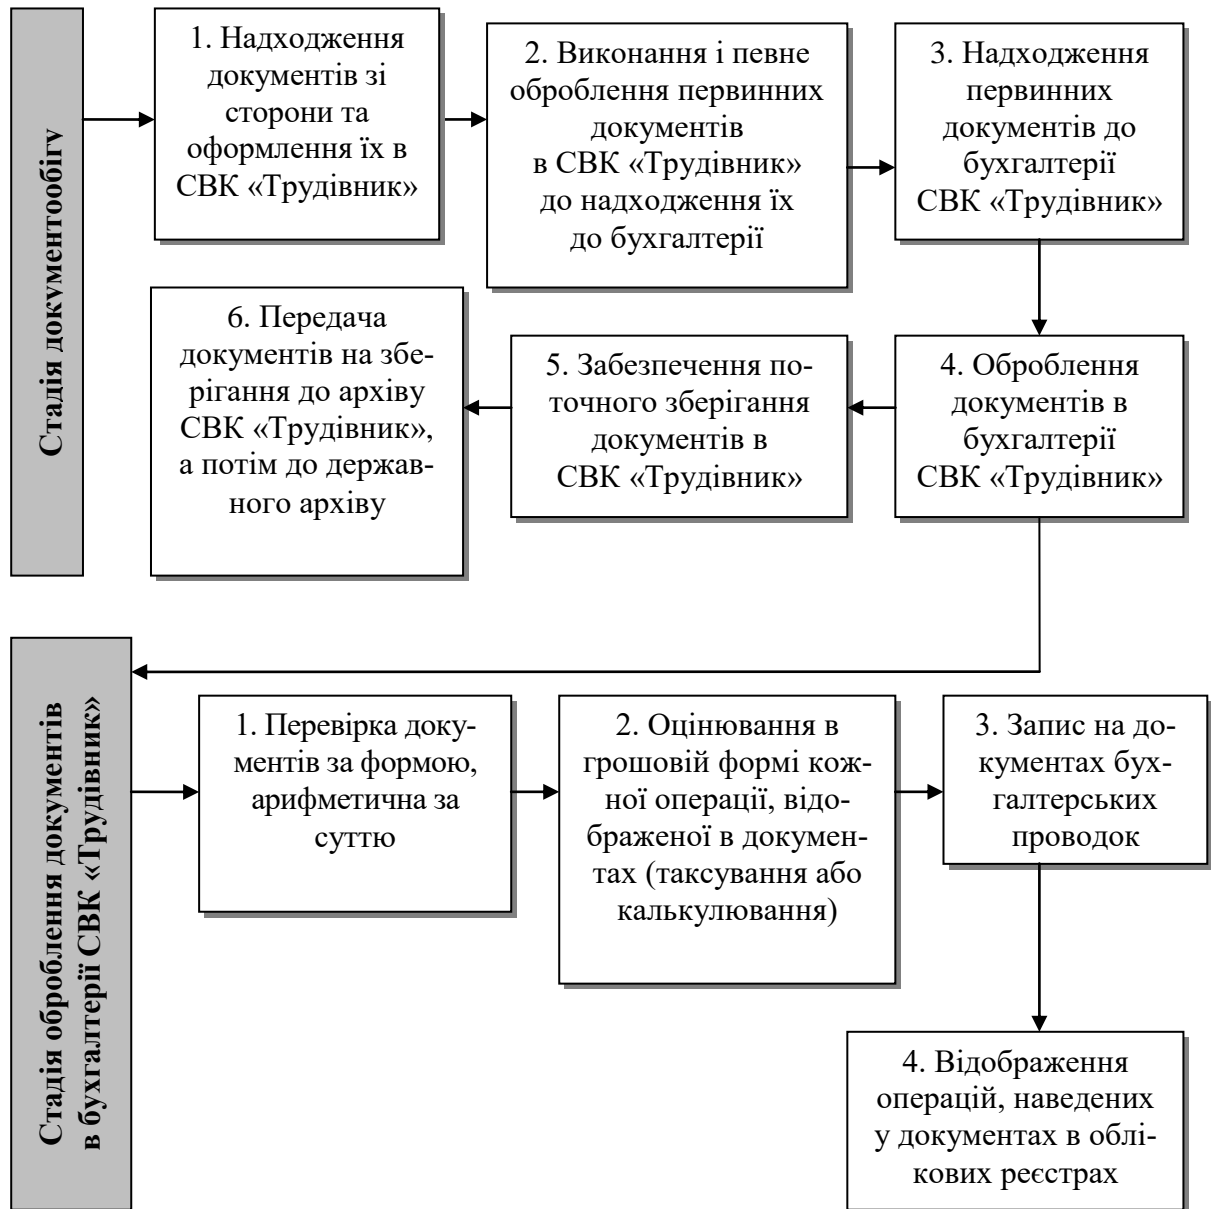 Стадія документообігу
1. Надходження
документів зі
сторони та
оформлення їх в
СВК «Трудівник»
2. Виконання і певне
оброблення первинних
документів
в СВК «Трудівник»
до надходження їх
до бухгалтерії
3. Надходження
первинних
документів до
бухгалтерії
СВК «Трудівник»
4. Оброблення
документів в
бухгалтерії
СВК «Трудівник»
5. Забезпечення по-
точного зберігання
документів в
СВК «Трудівник»
6. Передача
документів на збе-
рігання до архіву
СВК «Трудівник»,
а потім до держав-
ного архіву
Стадія оброблення документів
в бухгалтерії СВК «Трудівник»
1. Перевірка доку-
ментів за формою,
арифметична за
суттю
2. Оцінювання в
грошовій формі кож-
ної операції, відо-
браженої в докумен-
тах (таксування або
калькулювання)
3. Запис на до-
кументах бух-
галтерських
проводок
4. Відображення
операцій, наведених
у документах в облі-
кових реєстрах